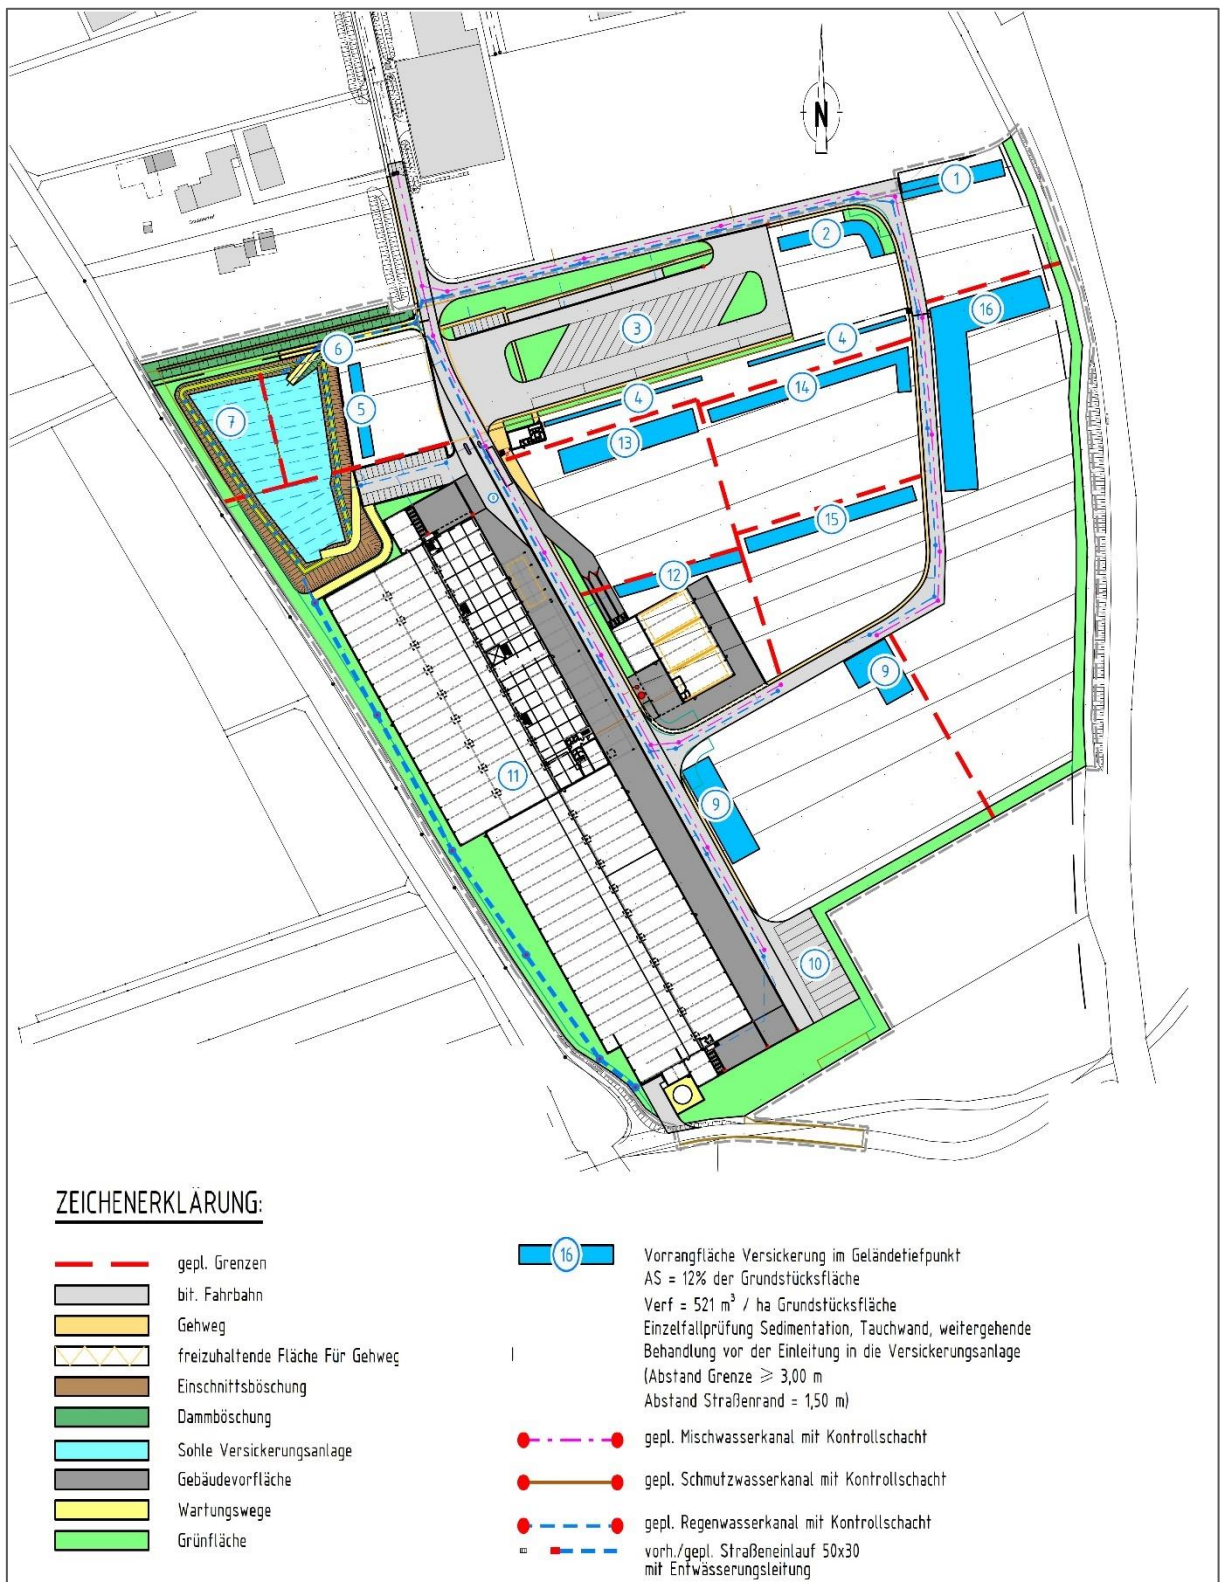 N
1
2
16
3
4
6
4
14
5
7
13
15
12
9
11
9
10
ZEICHENERKLÄRUNG:
gepl. Grenzen
bit. Fahrbahn
Gehweg
freizuhaltende Fläche Für Gehweg
Einschnittsböschung
Dammböschung
Sohle Versickerungsanlage
Gebäudevorfläche
Wartungswege
Grünfläche
16
Vorrangfläche Versickerung im Geländetiefpunkt
AS = 12% der Grundstücksfläche
Verf = 521 m³ / ha Grundstücksfläche
Einzelfallprüfung Sedimentation, Tauchwand, weitergehende
Behandlung vor der Einleitung in die Versickerungsanlage
(Abstand Grenze ≥ 3,00 m
Abstand Straßenrand = 1,50 m)
gepl. Mischwasserkanal mit Kontrollschacht
gepl. Schmutzwasserkanal mit Kontrollschacht
gepl. Regenwasserkanal mit Kontrollschacht
vorh./gepl. Straßeneinlauf 50x30
mit Entwässerungsleitung